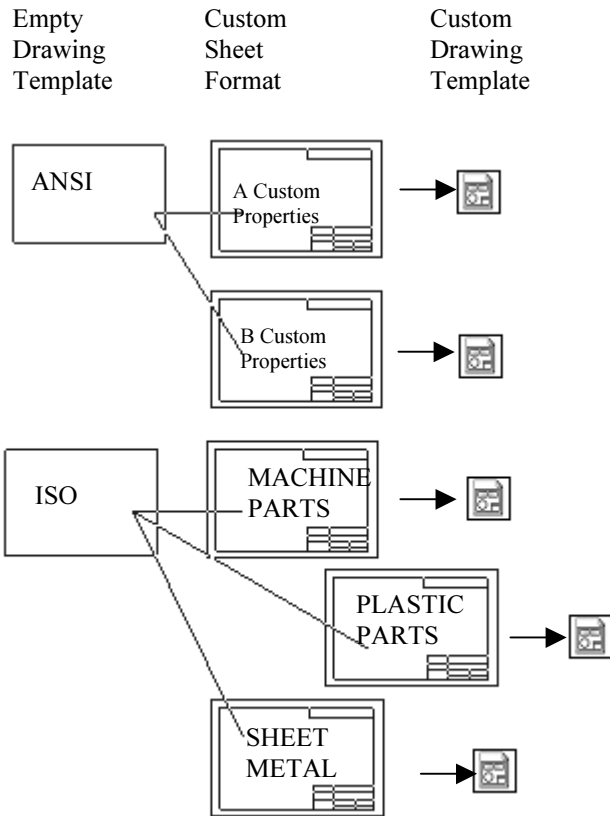 Empty
Drawing
Template
Custom
Sheet
Format
Custom
Drawing
Template
ANSI
A Custom
Properties
B Custom
Properties
ISO
MACHINE
PARTS
PLASTIC
PARTS
SHEET
METAL